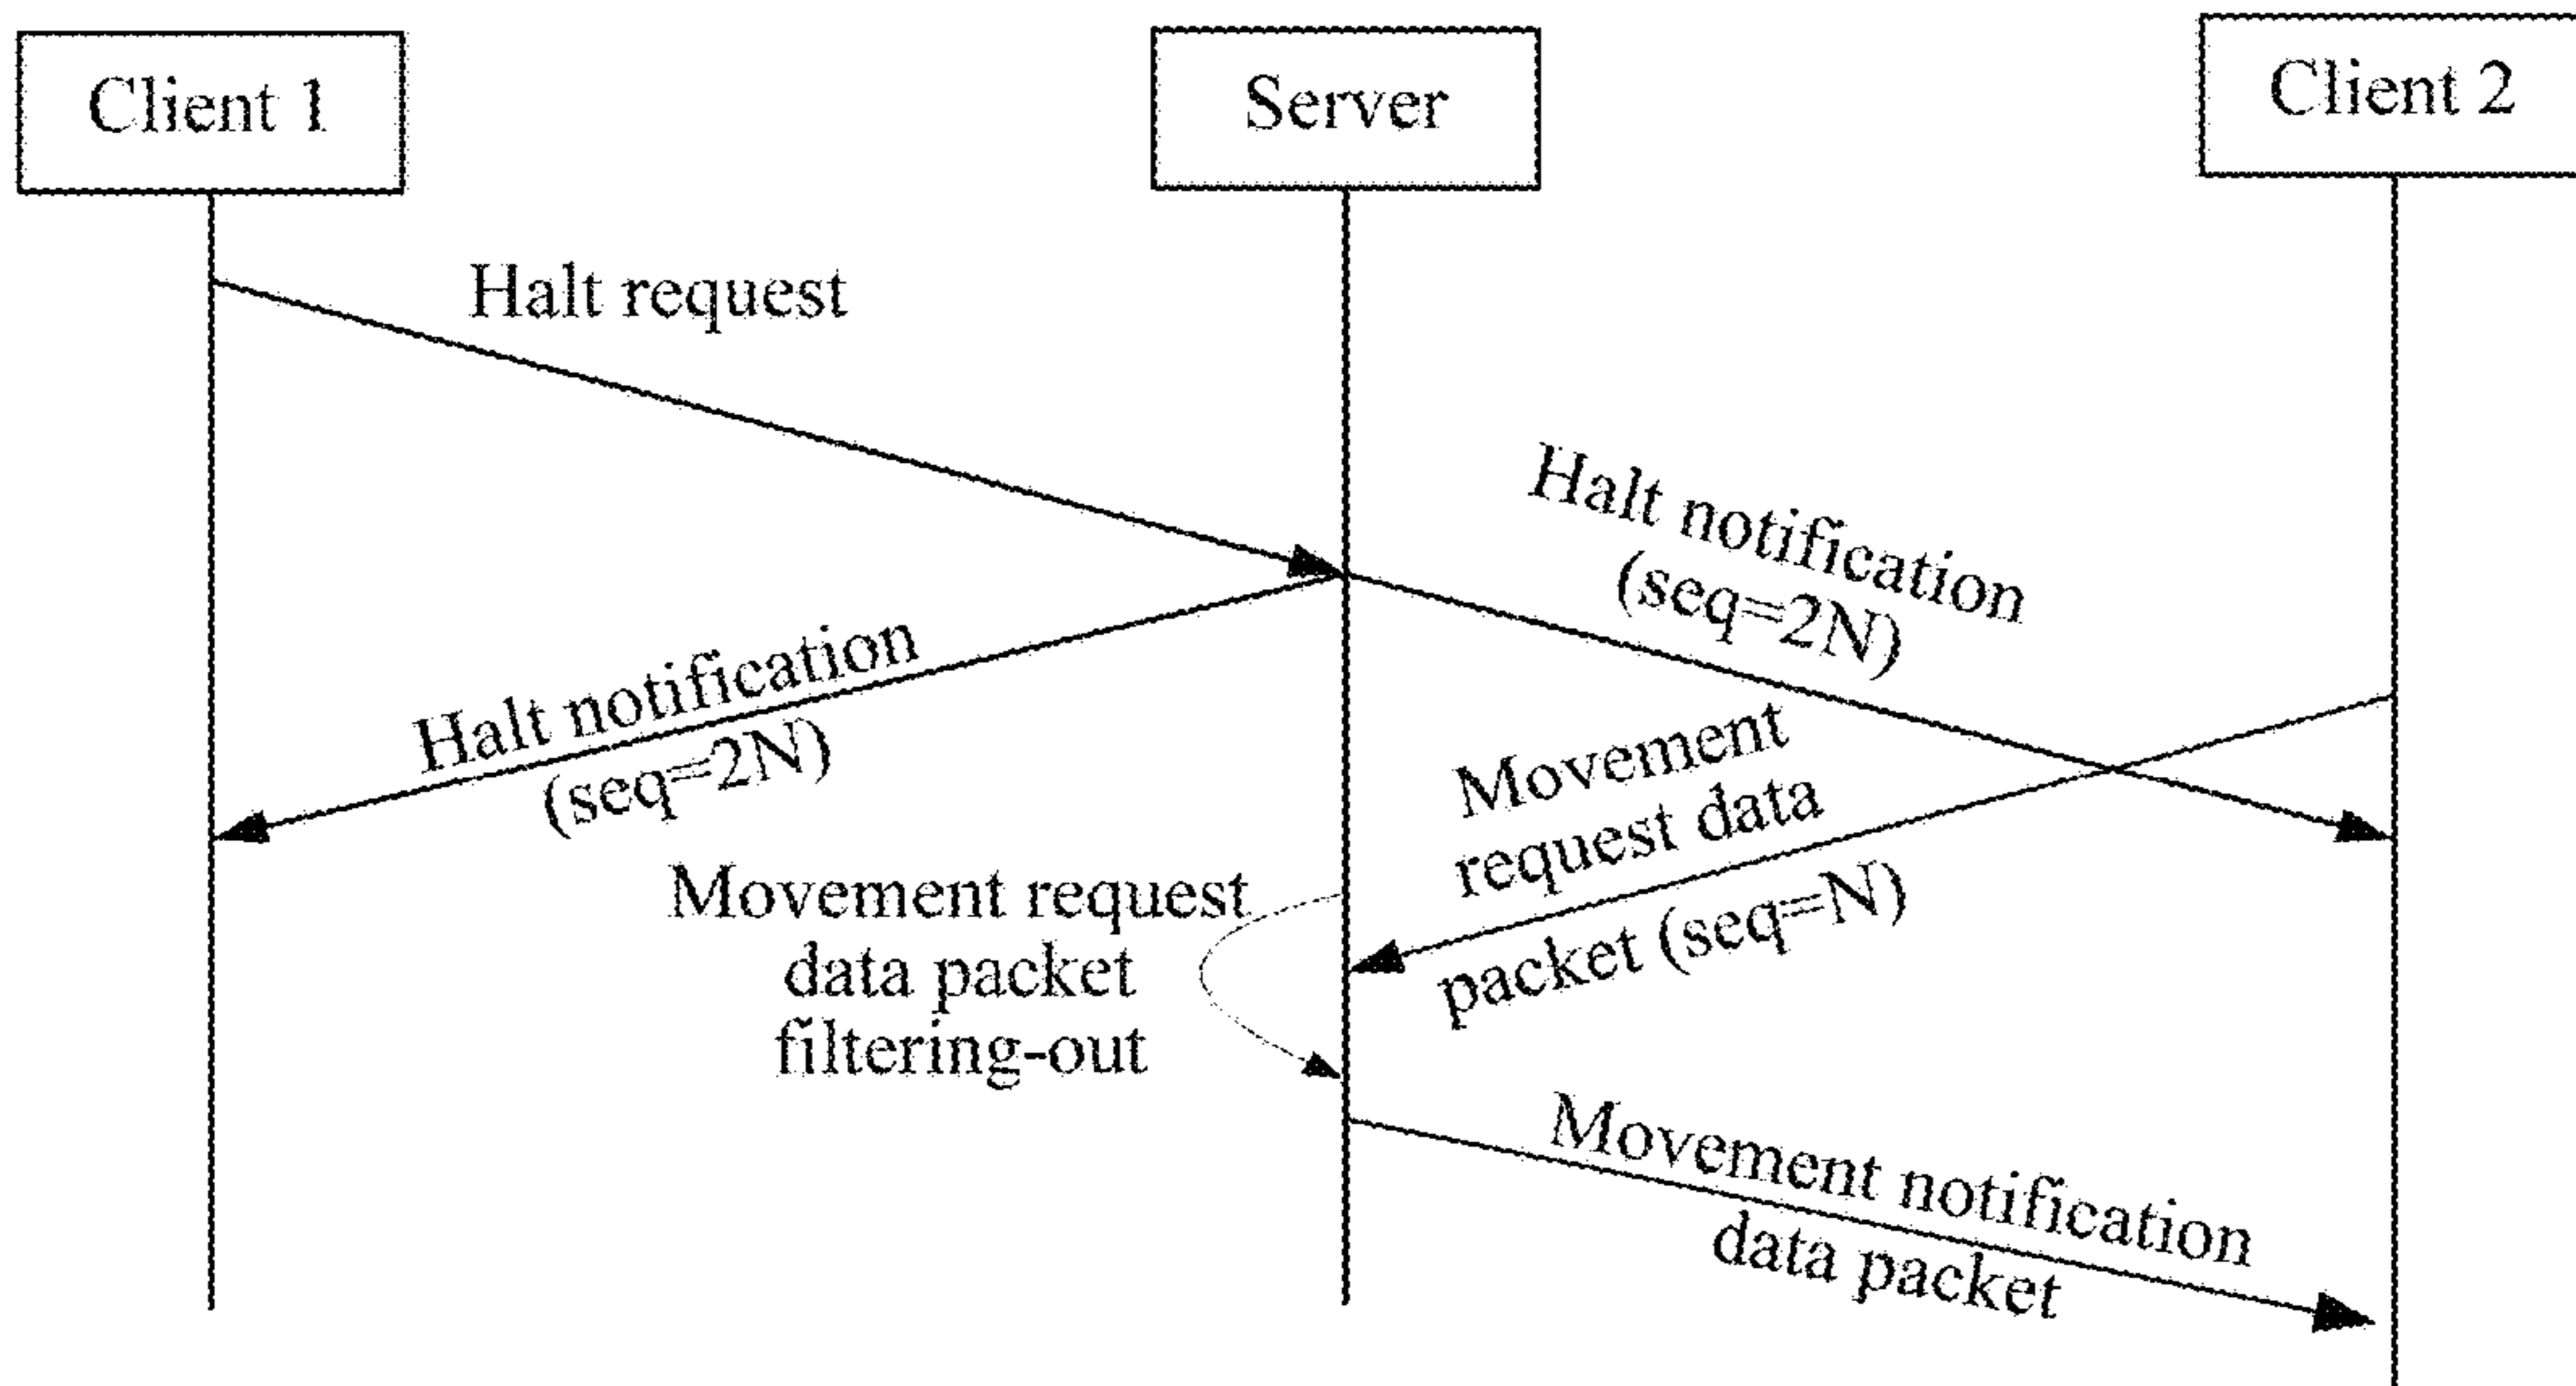 Client 1
Server
Client 2
Halt request
Halt notification
(seq=2N)
Halt notification
(seq=2N)
Movement
request data
packet (seq=N)
Movement request
data packet
filtering-out
Movement notification
data packet